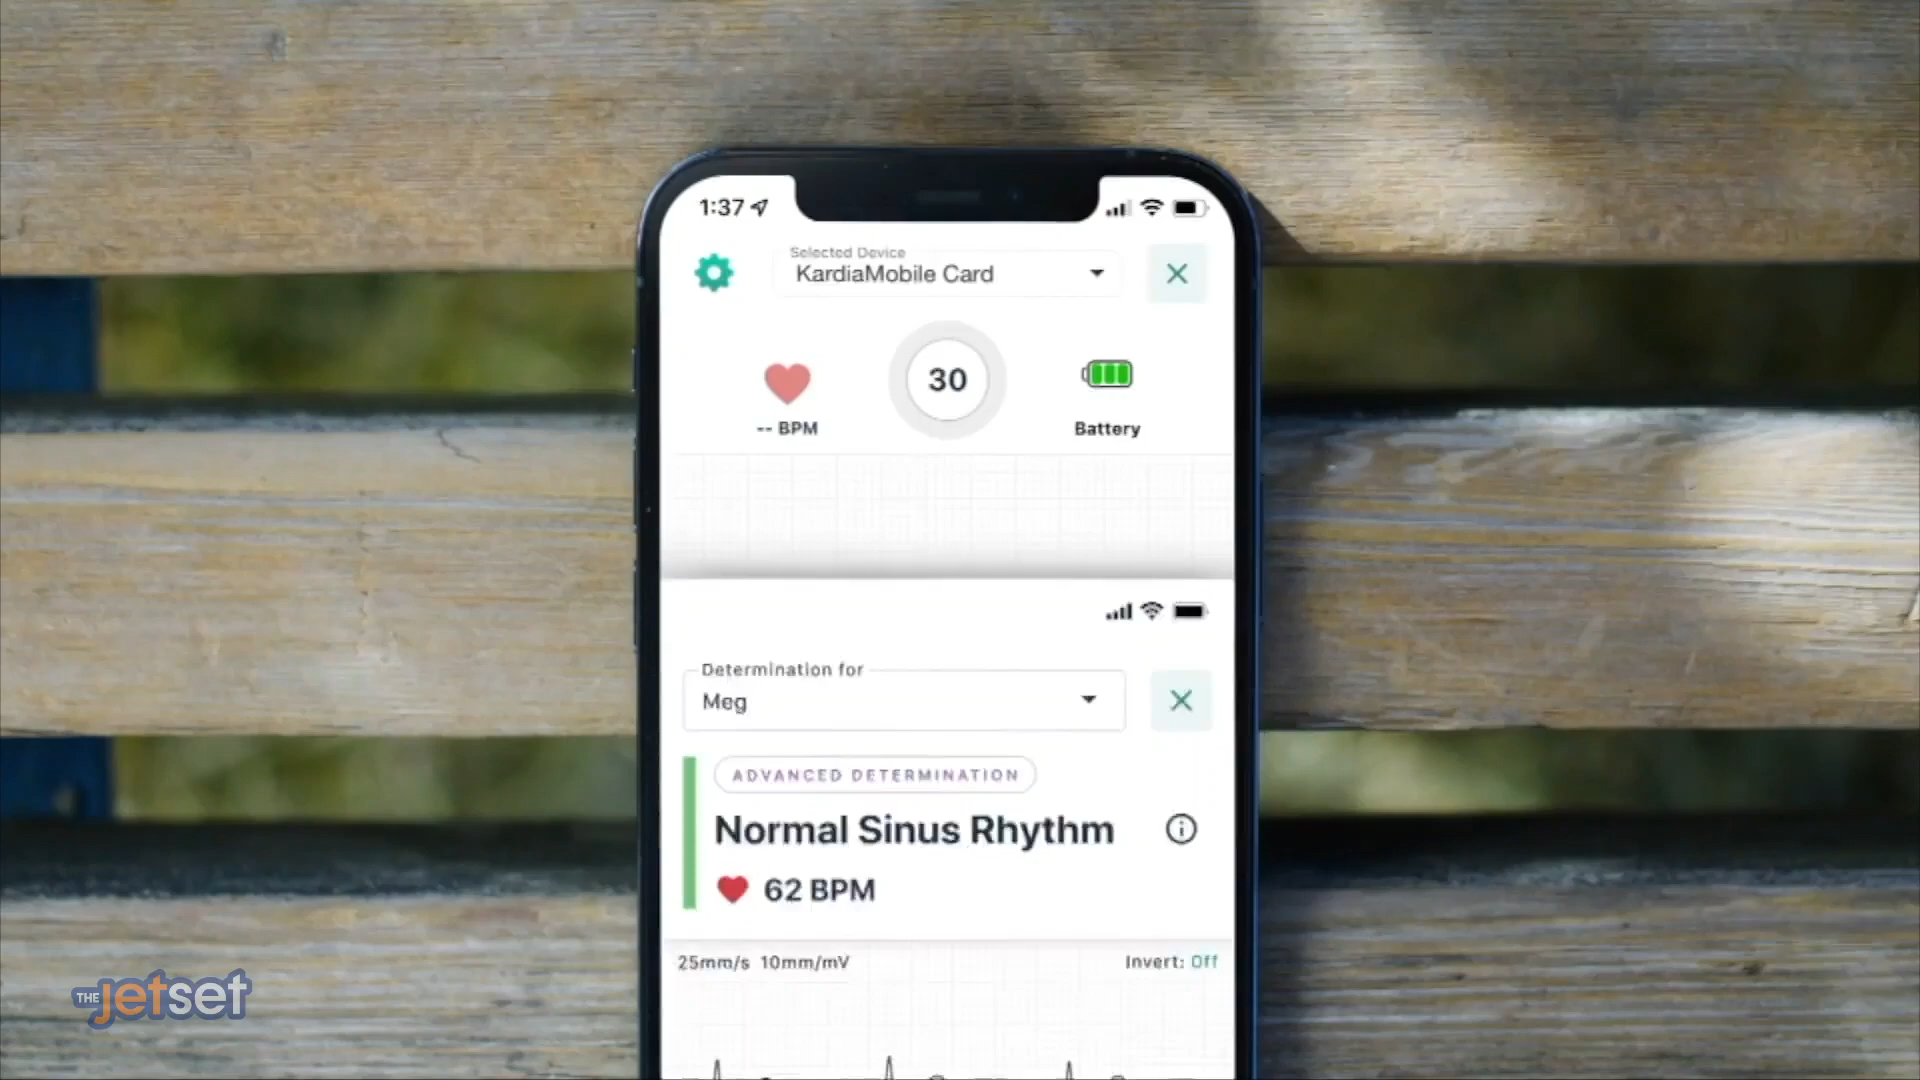 1:37
Selected Device
KardiaMobile Card
30
-- BPM
Battery
Determination for
Meg
ADVANCED DETERMINATION
Normal Sinus Rhythm
62 BPM
25mm/s 10mm/mV
Invert: Off
THE jetset